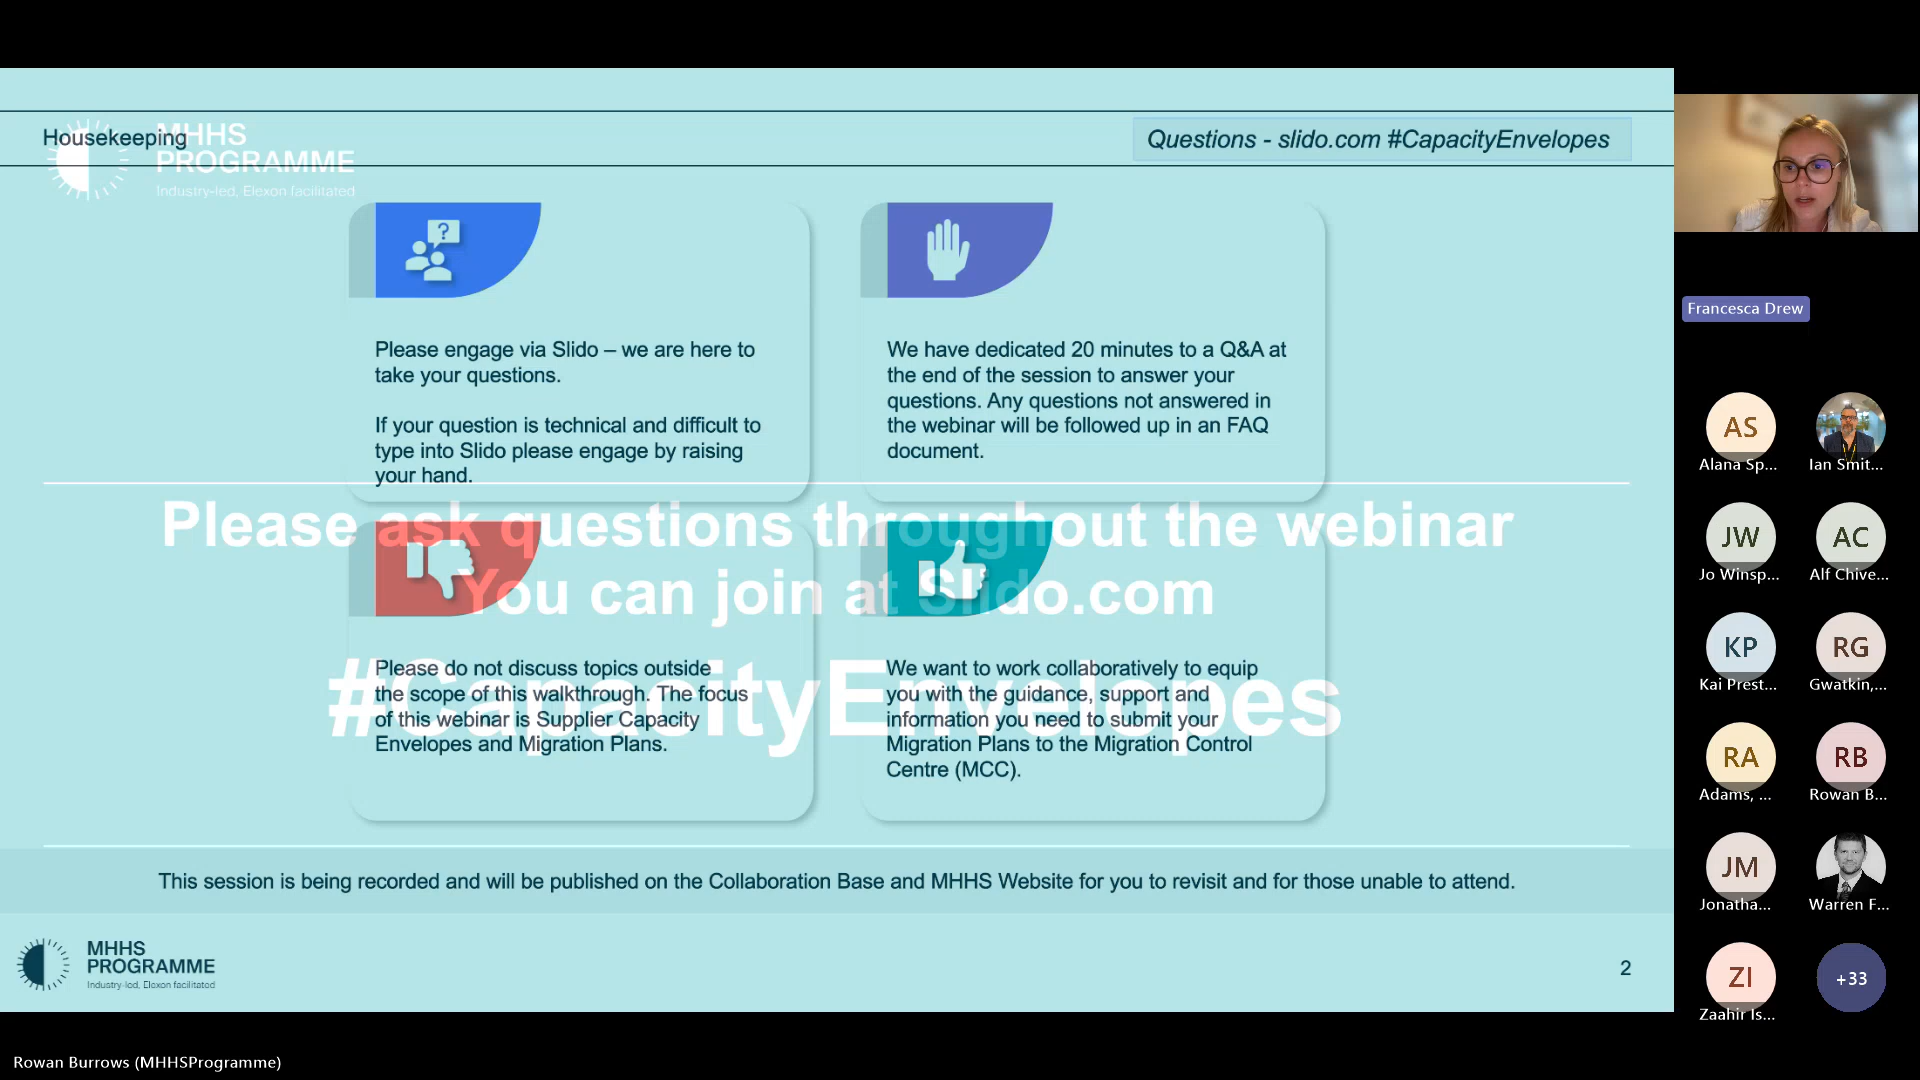 Housekeeping
MHHS
PROGRAMME
Industry-led, Elexon facilitated
Questions - slido.com #CapacityEnvelopes
?
Please engage via Slido – we are here to
take your questions.
If your question is technical and difficult to
type into Slido please engage by raising
your hand.
We have dedicated 20 minutes to a Q&A at
the end of the session to answer your
questions. Any questions not answered in
the webinar will be followed up in an FAQ
document.
Please ask questions throughout the webinar
You can join at Slido.com
#CapacityEnvelopes
Please do not discuss topics outside
the scope of this walkthrough. The focus
of this webinar is Supplier Capacity
Envelopes and Migration Plans.
We want to work collaboratively to equip
you with the guidance, support and
information you need to submit your
Migration Plans to the Migration Control
Centre (MCC).
This session is being recorded and will be published on the Collaboration Base and MHHS Website for you to revisit and for those unable to attend.
MHHS
PROGRAMME
Industry-led, Elexon facilitated
2
Rowan Burrows (MHHSProgramme)
Francesca Drew
AS
Alana Sp...
Ian Smit...
JW
Jo Winsp...
AC
Alf Chive...
KP
Kai Prest...
RG
Gwatkin,...
RA
Adams, ...
RB
Rowan B...
JM
Jonatha...
Warren F...
ZI
Zaahir Is...
+33